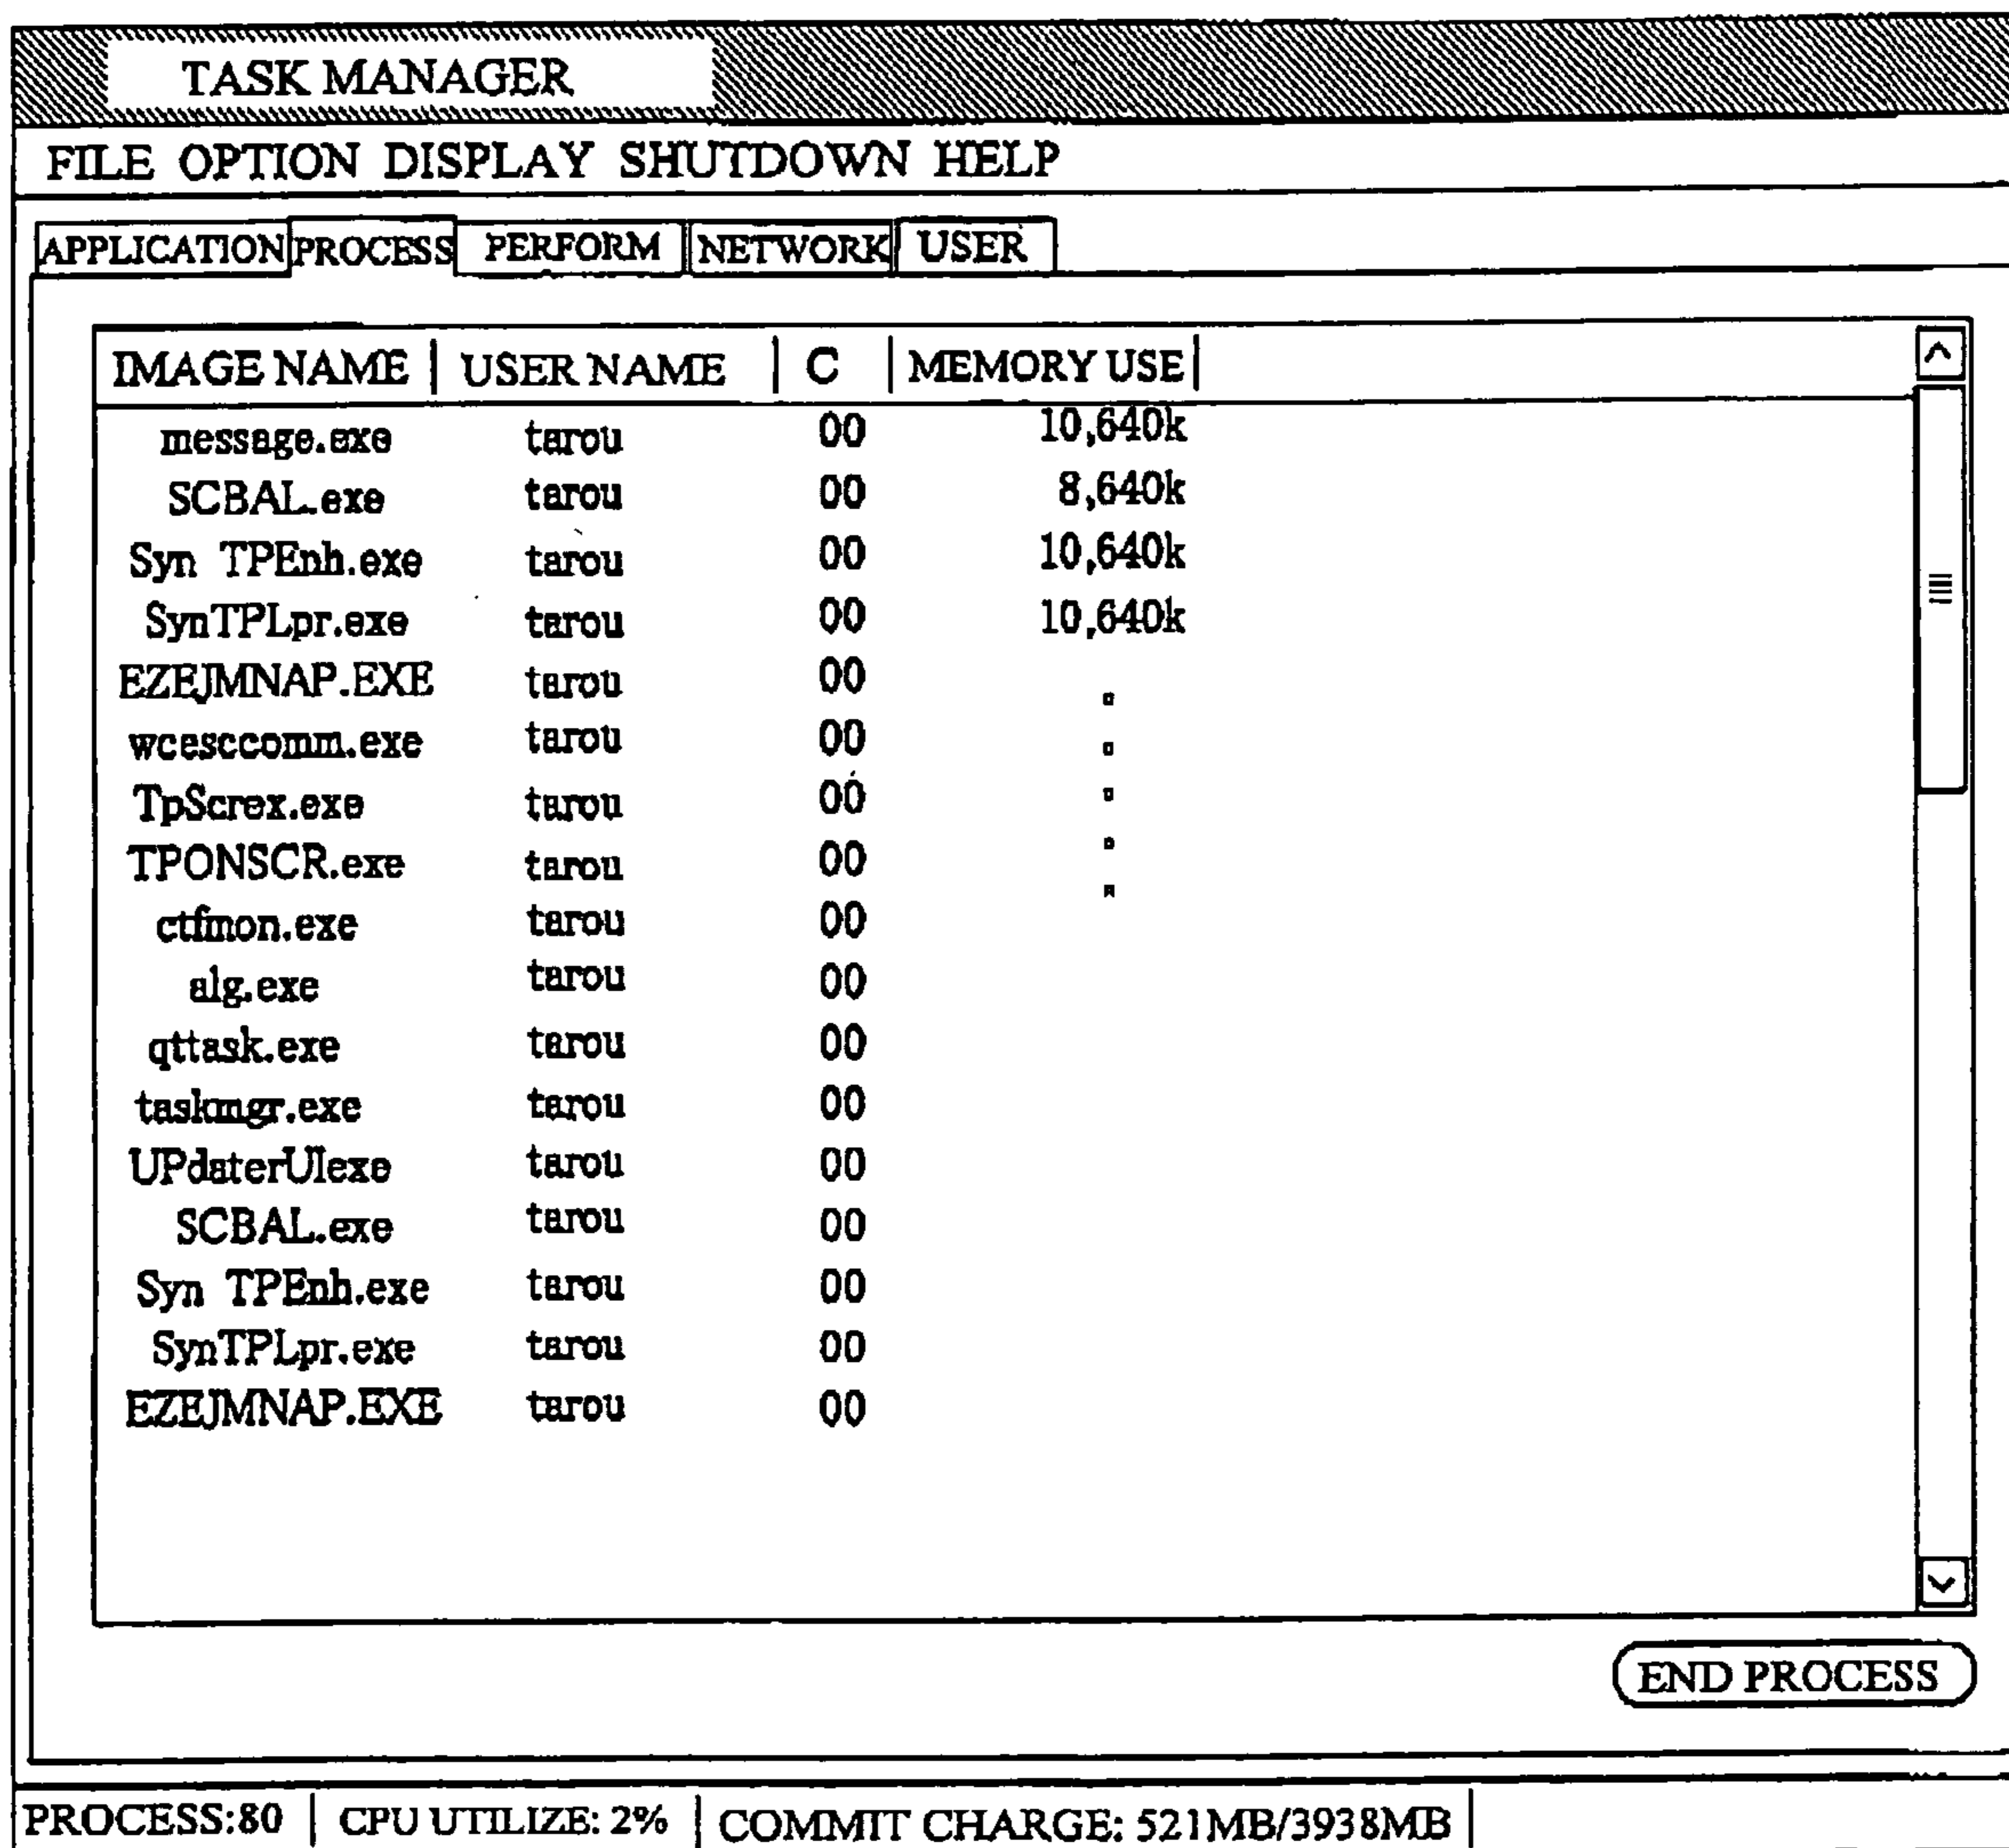 TASK MANAGER
FILE OPTION DISPLAY SHUTDOWN HELP
APPLICATION PROCESS PERFORM NETWORK USER
IMAGE NAME USER NAME C MEMORY USE
message.exe tarou 00 10,640k
SCBAL.exe tarou 00 8,640k
Syn TPEnh.exe tarou 00 10,640k
SynTPLpr.exe tarou 00 10,640k
EZEJMNAP.EXE tarou 00
wcesccomm.exe tarou 00
TpScrex.exe tarou 00
TPONSCR.exe tarou 00
ctfmon.exe tarou 00
alg.exe tarou 00
qttask.exe tarou 00
taskmgr.exe tarou 00
UPdaterUIexe tarou 00
SCBAL.exe tarou 00
Syn TPEnh.exe tarou 00
SynTPLpr.exe tarou 00
EZEJMNAP.EXE tarou 00
END PROCESS
PROCESS:80 CPU UTILIZE: 2% COMMIT CHARGE: 521MB/3938MB